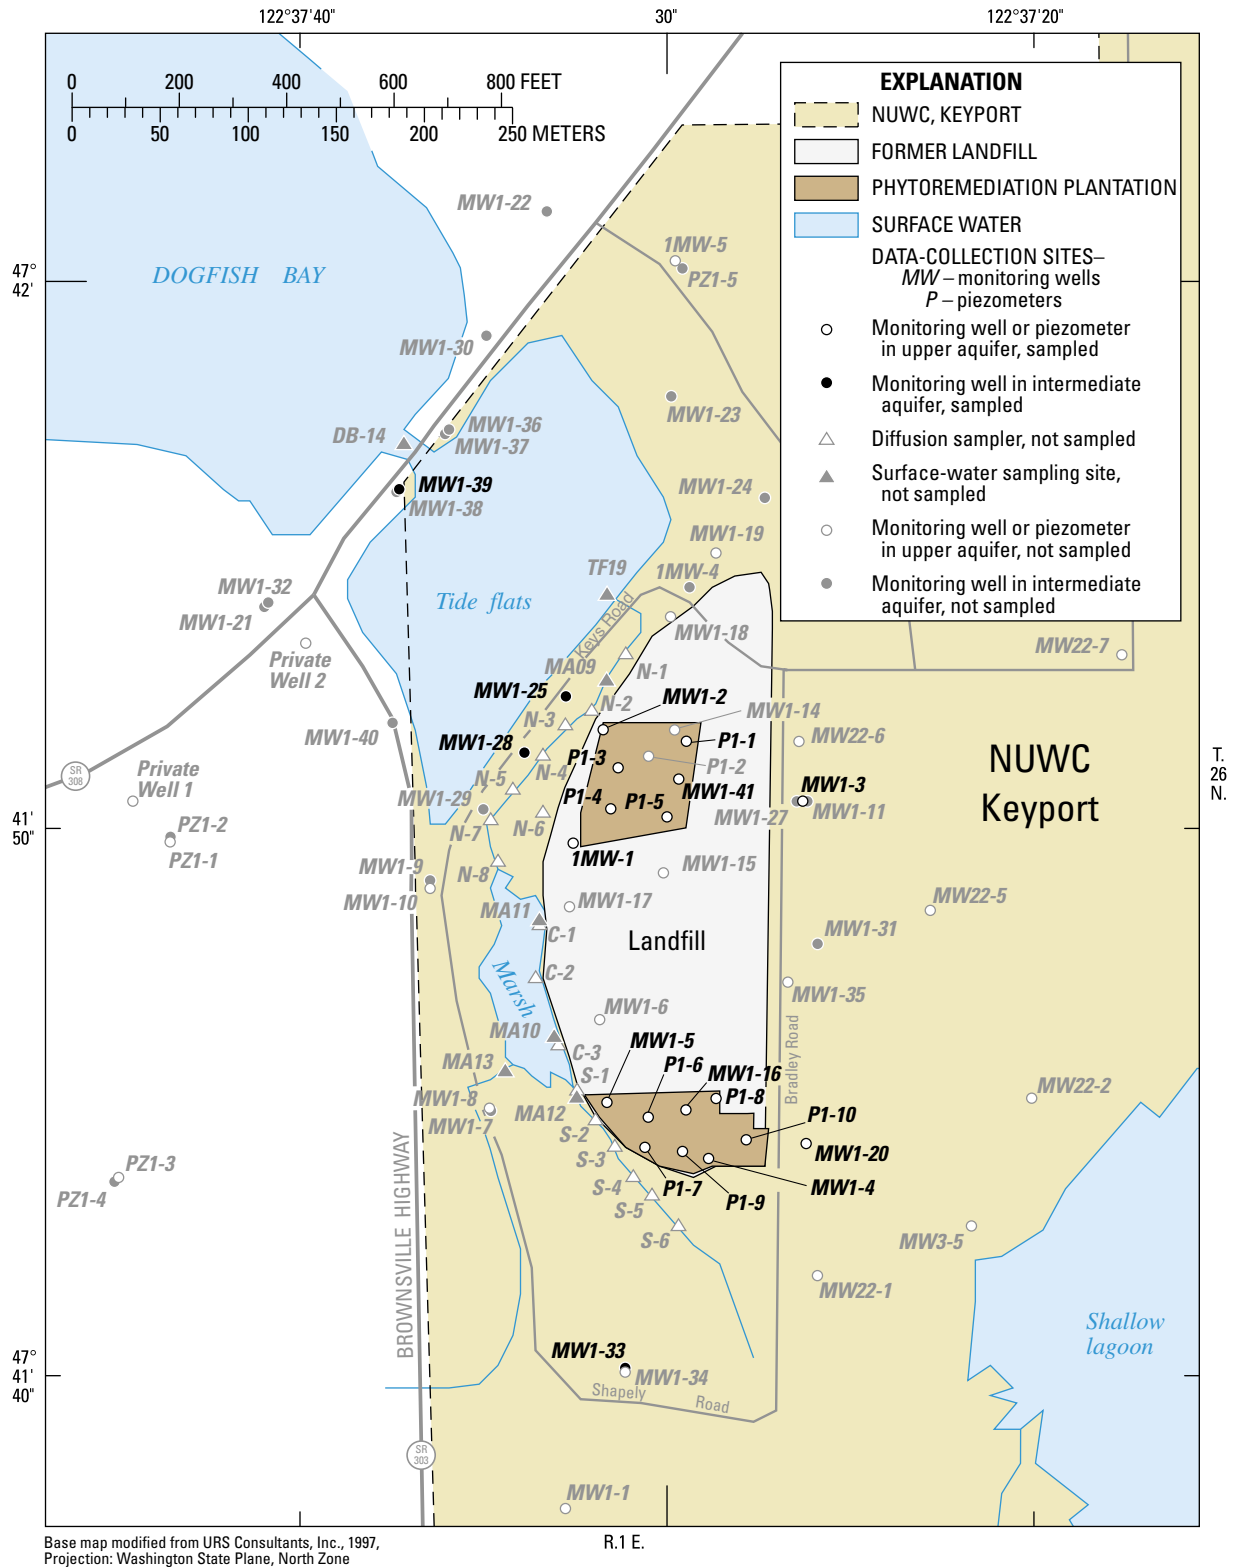 122°37'40"
30"
122°37'20"
0 200 400 600 800 FEET
0 50 100 150 200 250 METERS
EXPLANATION
NUWC, KEYPORT
FORMER LANDFILL
PHYTOREMEDIATION PLANTATION
SURFACE WATER
DATA-COLLECTION SITES–
MW – monitoring wells
P – piezometers
Monitoring well or piezometer
in upper aquifer, sampled
Monitoring well in intermediate
aquifer, sampled
Diffusion sampler, not sampled
Surface-water sampling site,
not sampled
Monitoring well or piezometer
in upper aquifer, not sampled
Monitoring well in intermediate
aquifer, not sampled
MW1-22
1MW-5
PZ1-5
47°
42'
DOGFISH BAY
MW1-30
MW1-23
MW1-36
MW1-37
DB-14
MW1-39
MW1-38
MW1-24
MW1-19
1MW-4
TF19
MW1-32
MW1-21
Tide flats
Keys Road
MW1-18
Private
Well 2
MW22-7
MA09
N-1
MW1-25
N-2
MW1-2
N-3
MW1-14
MW1-40
MW22-6
P1-1
MW1-28
P1-3
P1-2
NUWC
Keyport
T.
26
N.
SR
308
Private
Well 1
N-4
N-5
MW1-41
MW1-3
MW1-29
P1-4
P1-5
MW1-27
MW1-11
41'
50"
PZ1-2
PZ1-1
N-7
N-6
1MW-1
MW1-9
N-8
MW1-15
MW1-10
MW22-5
MW1-17
MA11
C-1
MW1-31
Landfill
C-2
Marsh
MW1-35
MW1-6
MA10
MW1-5
C-3
P1-6
Bradley Road
MA13
S-1
MW1-16
MW22-2
MW1-8
MA12
P1-8
MW1-7
P1-10
S-2
MW1-20
S-3
PZ1-3
PZ1-4
S-4
P1-7
MW1-4
P1-9
S-5
BROWNSVILLE HIGHWAY
S-6
MW3-5
MW22-1
Shallow
lagoon
MW1-33
MW1-34
47°
41'
40"
Shapely Road
SR
303
MW1-1
Base map modified from URS Consultants, Inc., 1997,
Projection: Washington State Plane, North Zone
R.1 E.